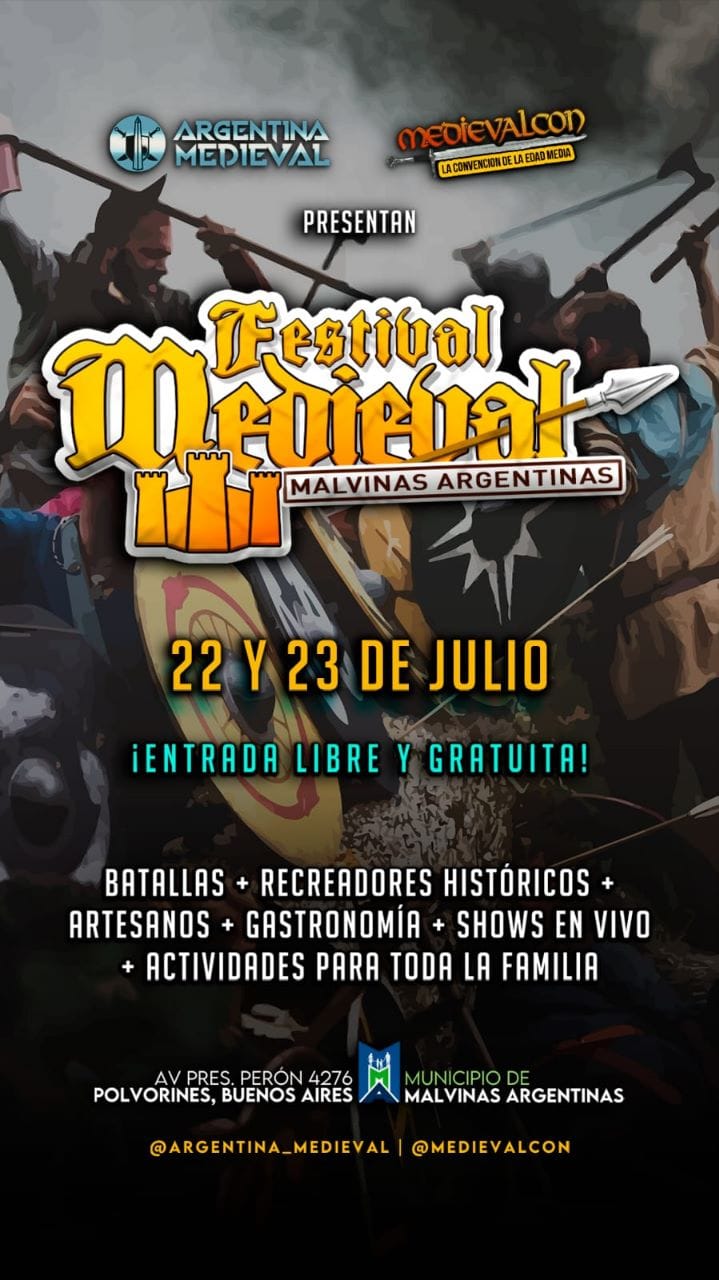 ARGENTINA
MEDIEVAL
MEDIEVALCON
LA CONVENCION DE LA EDAD MEDIA
PRESENTAN
Festival
Medieval
MALVINAS ARGENTINAS
22 Y 23 DE JULIO
¡ENTRADA LIBRE Y GRATUITA!
BATALLAS + RECREADORES HISTÓRICOS +
ARTESANOS + GASTRONOMÍA + SHOWS EN VIVO
+ ACTIVIDADES PARA TODA LA FAMILIA
AV PRES. PERÓN 4276
POLVORINES, BUENOS AIRES
MUNICIPIO DE
MALVINAS ARGENTINAS
@ARGENTINA_MEDIEVAL | @MEDIEVALCON